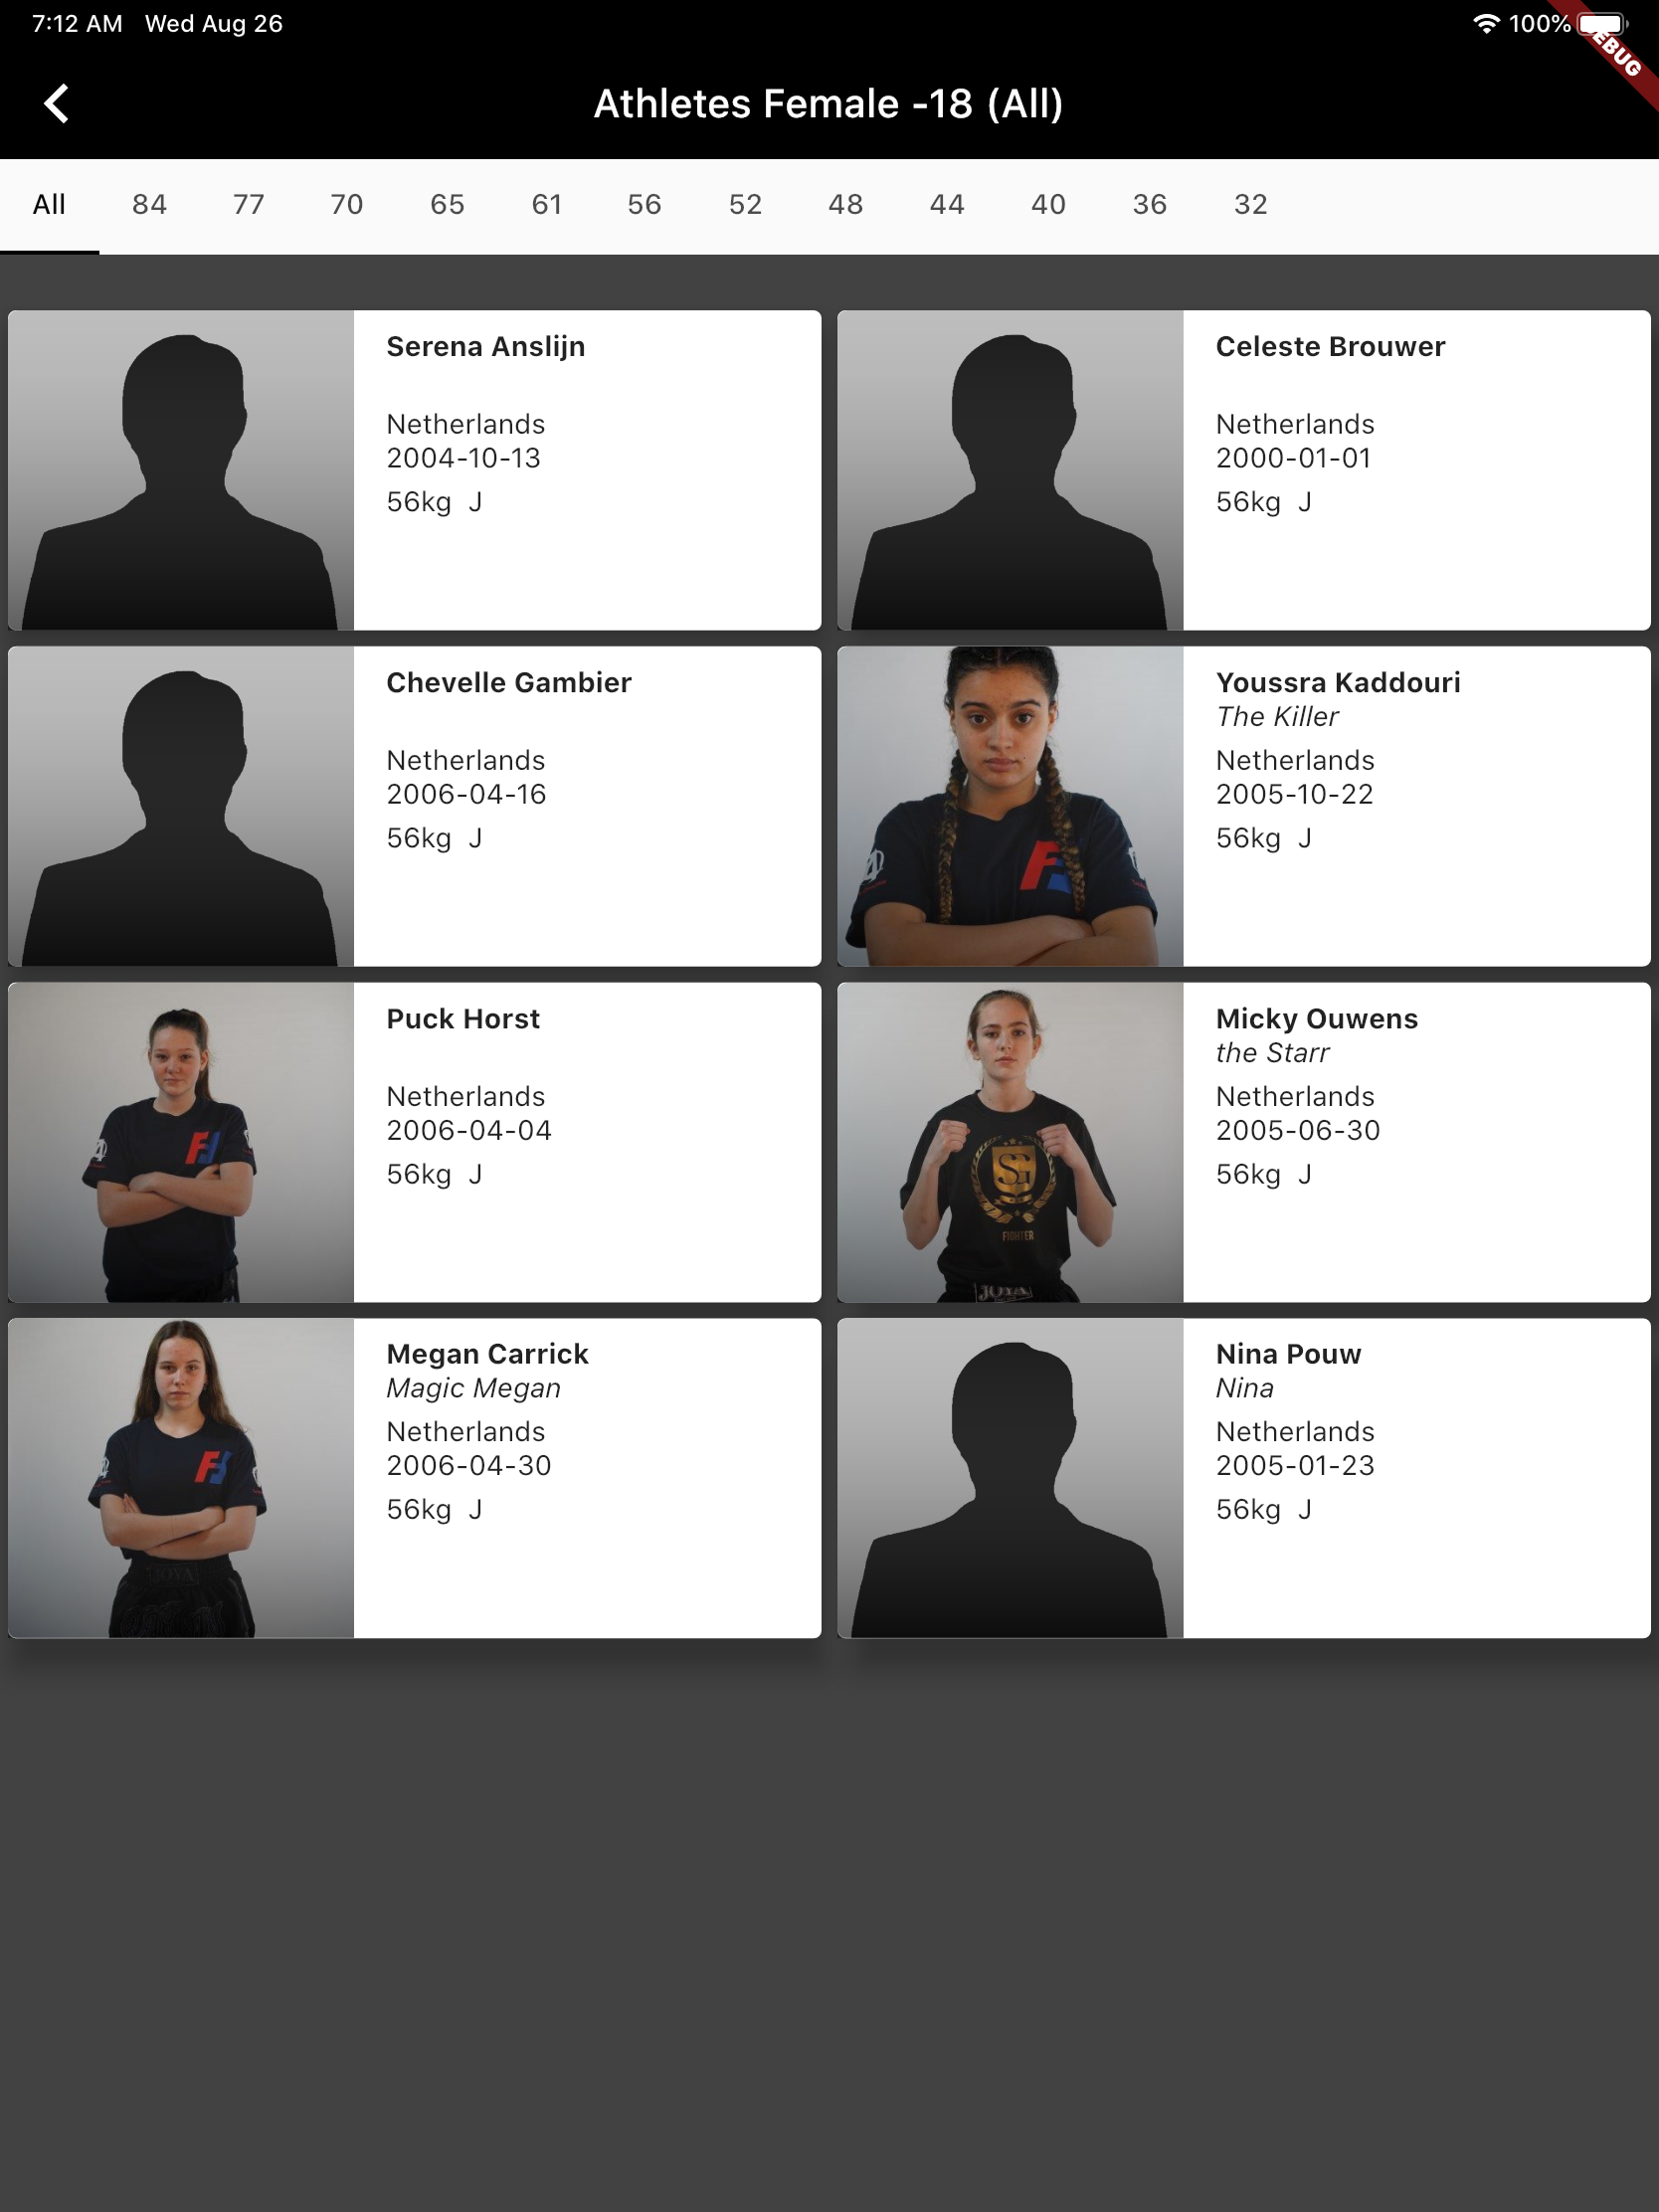 7:12 AM Wed Aug 26
100%
EBUG
Athletes Female -18 (All)
All 84 77 70 65 61 56 52 48 44 40 36 32
Serena Anslijn
Netherlands
2004-10-13
56kg J
Celeste Brouwer
Netherlands
2000-01-01
56kg J
Chevelle Gambier
Netherlands
2006-04-16
56kg J
Youssra Kaddouri
The Killer
Netherlands
2005-10-22
56kg J
Puck Horst
Netherlands
2006-04-04
56kg J
SG
FIGHTER
JOYA
Micky Ouwens
the Starr
Netherlands
2005-06-30
56kg J
JOYA
Megan Carrick
Magic Megan
Netherlands
2006-04-30
56kg J
Nina Pouw
Nina
Netherlands
2005-01-23
56kg J